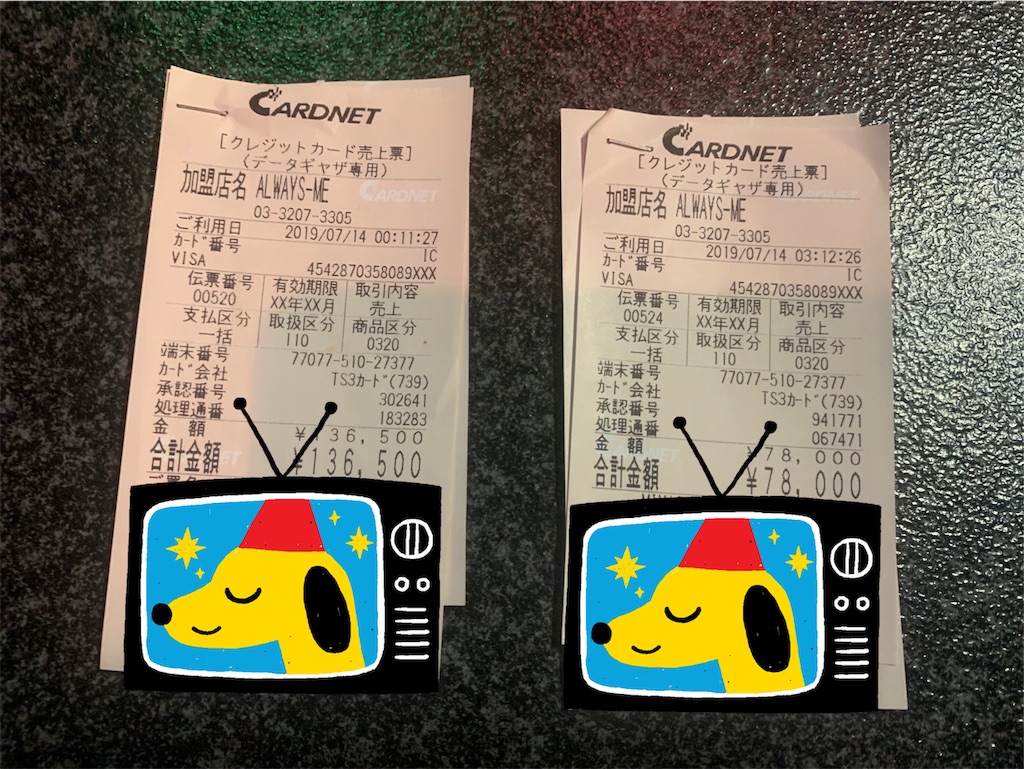 CARDNET
[クレジットカード売上票]
(データギャザ専用)
加盟店名 ALWAYS-ME
CARDNET
03-3207-3305
ご利用日 2019/07/14 00:11:27
カード番号 IC
VISA 4542870358089XXX
伝票番号 有効期限 取引内容
00520 XX年XX月 売上
支払区分 取扱区分 商品区分
一括 110 0320
端末番号 77077-510-27377
カード会社 TS3カード(739)
承認番号 302641
処理通番 183283
金 額 ¥136,500
合計金額 ¥136,500
CARDNET
[クレジットカード売上票]
(データギャザ専用)
加盟店名 ALWAYS-ME
03-3207-3305
ご利用日 2019/07/14 03:12:26
カード番号 IC
VISA 4542870358089XXX
伝票番号 有効期限 取引内容
00524 XX年XX月 売上
支払区分 取扱区分 商品区分
一括 110 0320
端末番号 77077-510-27377
カード会社 TS3カード(739)
承認番号 941771
処理通番 067471
金 額 ¥78,000
合計金額 ¥78,000